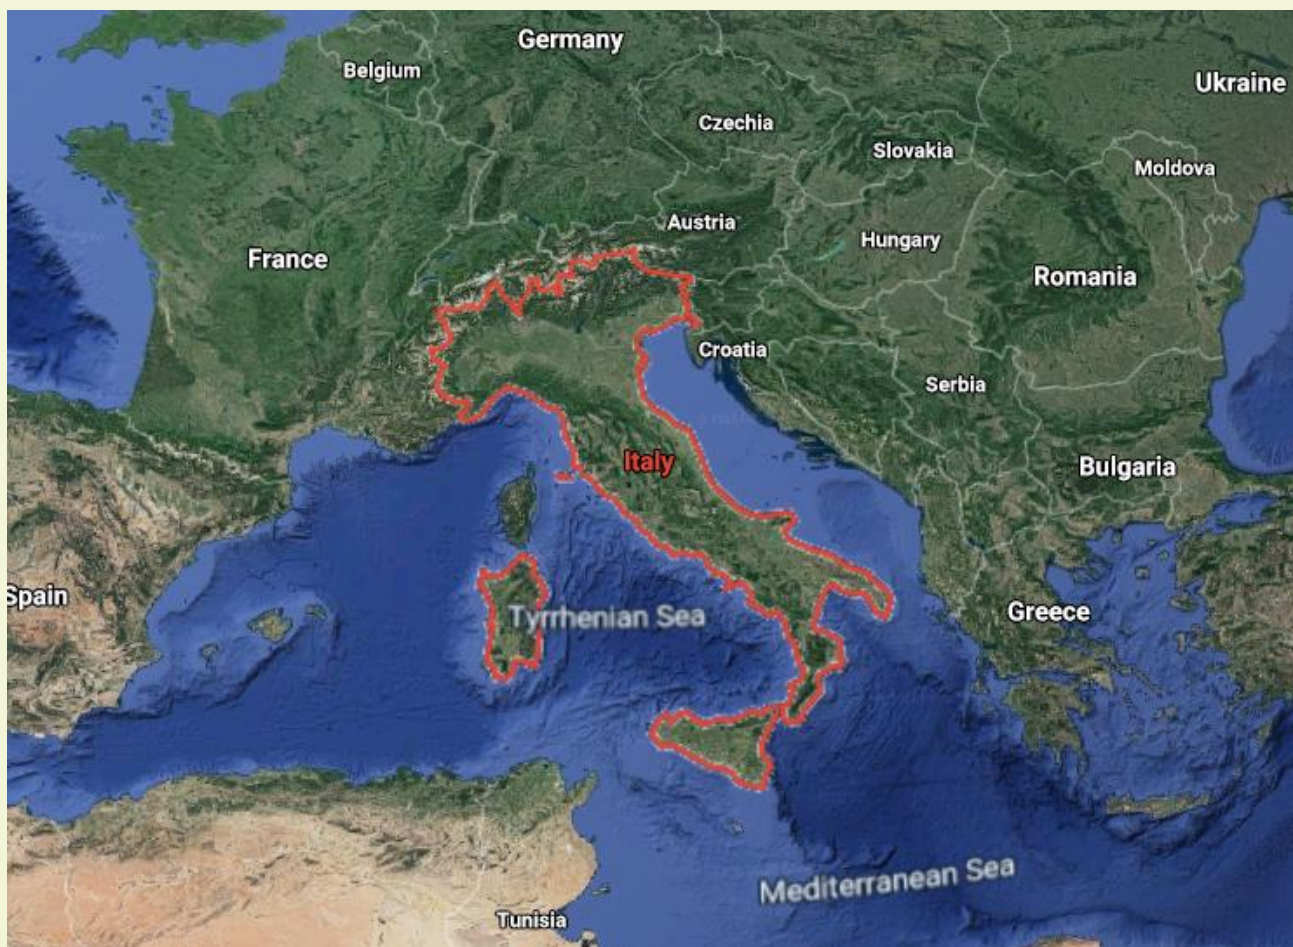 Germany
Belgium
Ukraine
Czechia
Slovakia
Moldova
Austria
Hungary
France
Romania
Croatia
Serbia
Italy
Bulgaria
Spain
Tyrrhenian Sea
Greece
Mediterranean Sea
Tunisia